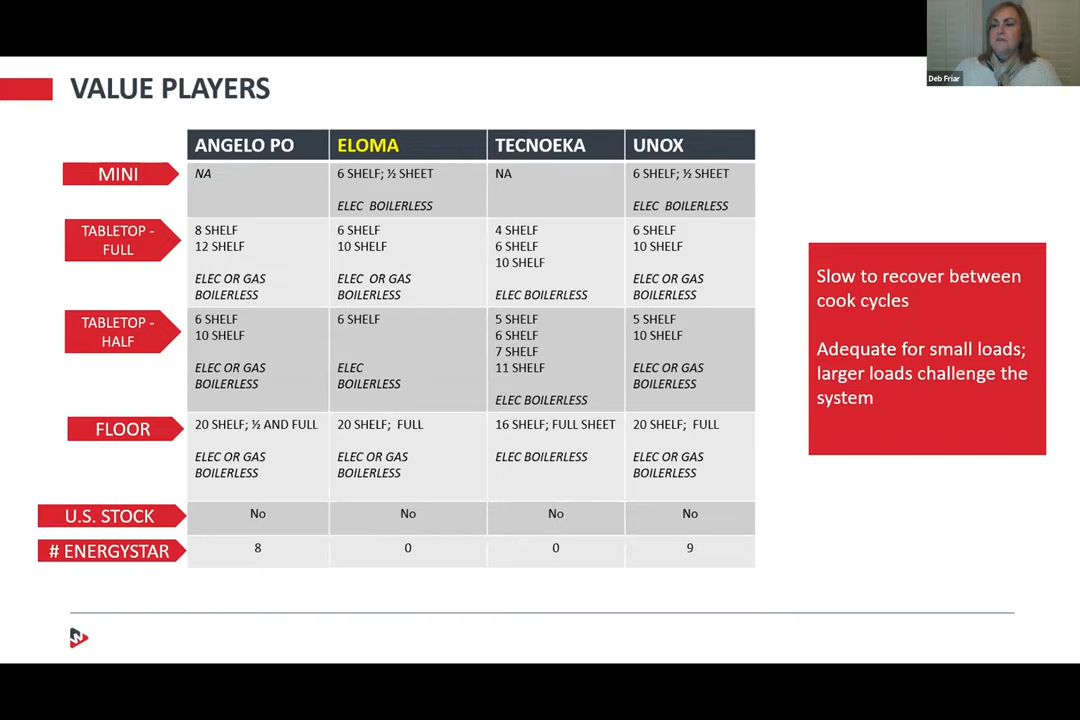 Deb Friar
VALUE PLAYERS
ANGELO PO
ELOMA
TECNOEKA
UNOX
MINI
NA
6 SHELF; ½ SHEET
ELEC BOILERLESS
NA
6 SHELF; ½ SHEET
ELEC BOILERLESS
TABLETOP -
FULL
8 SHELF
12 SHELF
ELEC OR GAS
BOILERLESS
6 SHELF
10 SHELF
ELEC OR GAS
BOILERLESS
4 SHELF
6 SHELF
10 SHELF
ELEC BOILERLESS
6 SHELF
10 SHELF
ELEC OR GAS
BOILERLESS
TABLETOP -
HALF
6 SHELF
10 SHELF
ELEC OR GAS
BOILERLESS
6 SHELF
ELEC
BOILERLESS
5 SHELF
6 SHELF
7 SHELF
11 SHELF
ELEC BOILERLESS
5 SHELF
10 SHELF
ELEC OR GAS
BOILERLESS
FLOOR
20 SHELF; ½ AND FULL
ELEC OR GAS
BOILERLESS
20 SHELF; FULL
ELEC OR GAS
BOILERLESS
16 SHELF; FULL SHEET
ELEC BOILERLESS
20 SHELF; FULL
ELEC OR GAS
BOILERLESS
U.S. STOCK
No
No
No
No
# ENERGYSTAR
8
0
0
9
Slow to recover between
cook cycles
Adequate for small loads;
larger loads challenge the
system